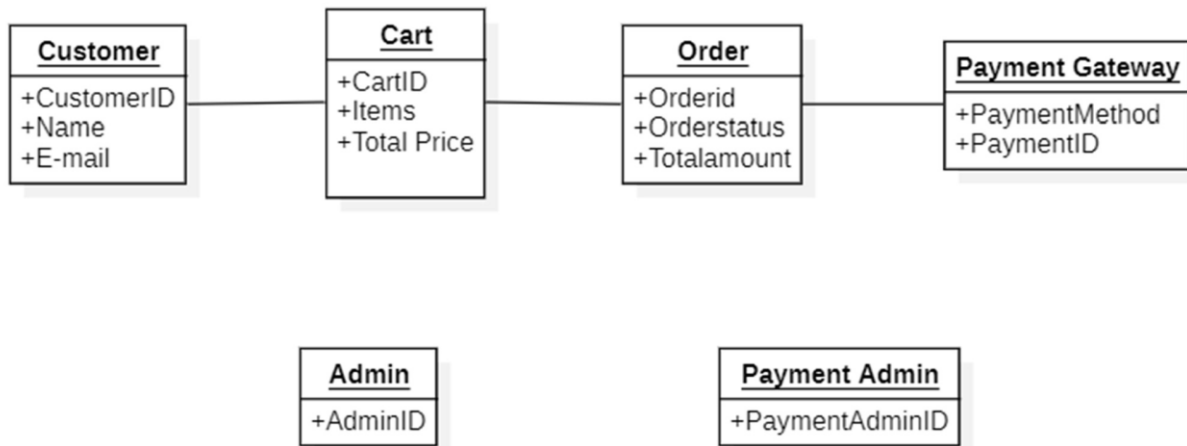 Customer
+CustomerID
+Name
+E-mail
Cart
+CartID
+Items
+Total Price
Order
+Orderid
+Orderstatus
+Totalamount
Payment Gateway
+PaymentMethod
+PaymentID
Admin
+AdminID
Payment Admin
+PaymentAdminID